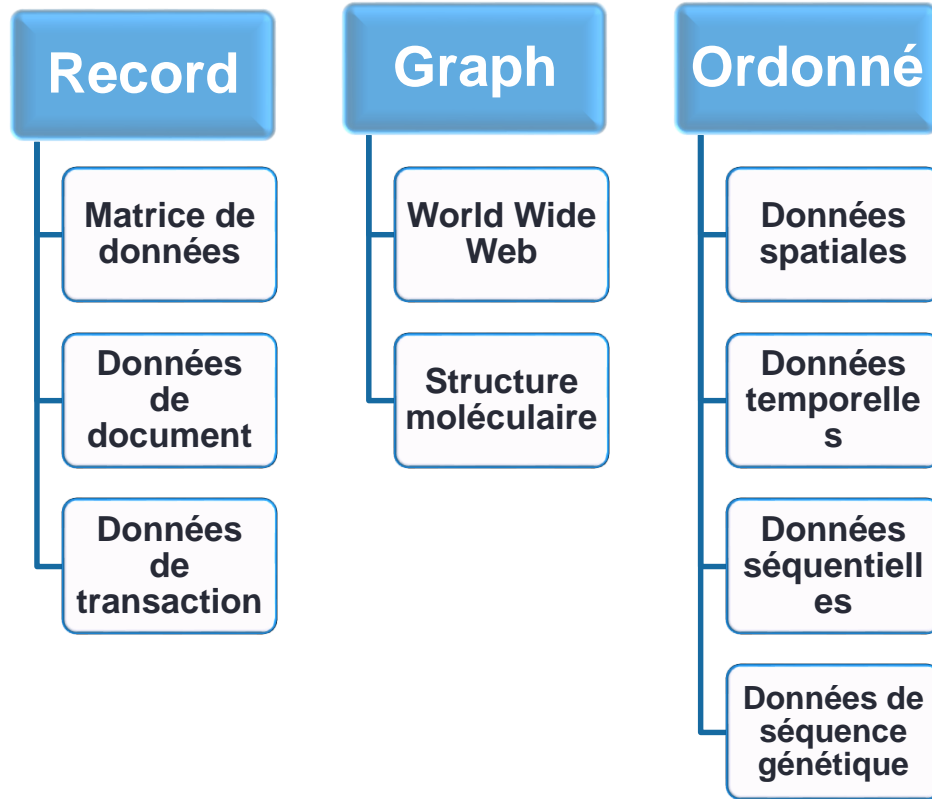 Record
Matrice de
données
Données
de
document
Données
de
transaction
Graph
World Wide
Web
Structure
moléculaire
Ordonné
Données
spatiales
Données
temporelle
s
Données
séquentiell
es
Données de
séquence
génétique